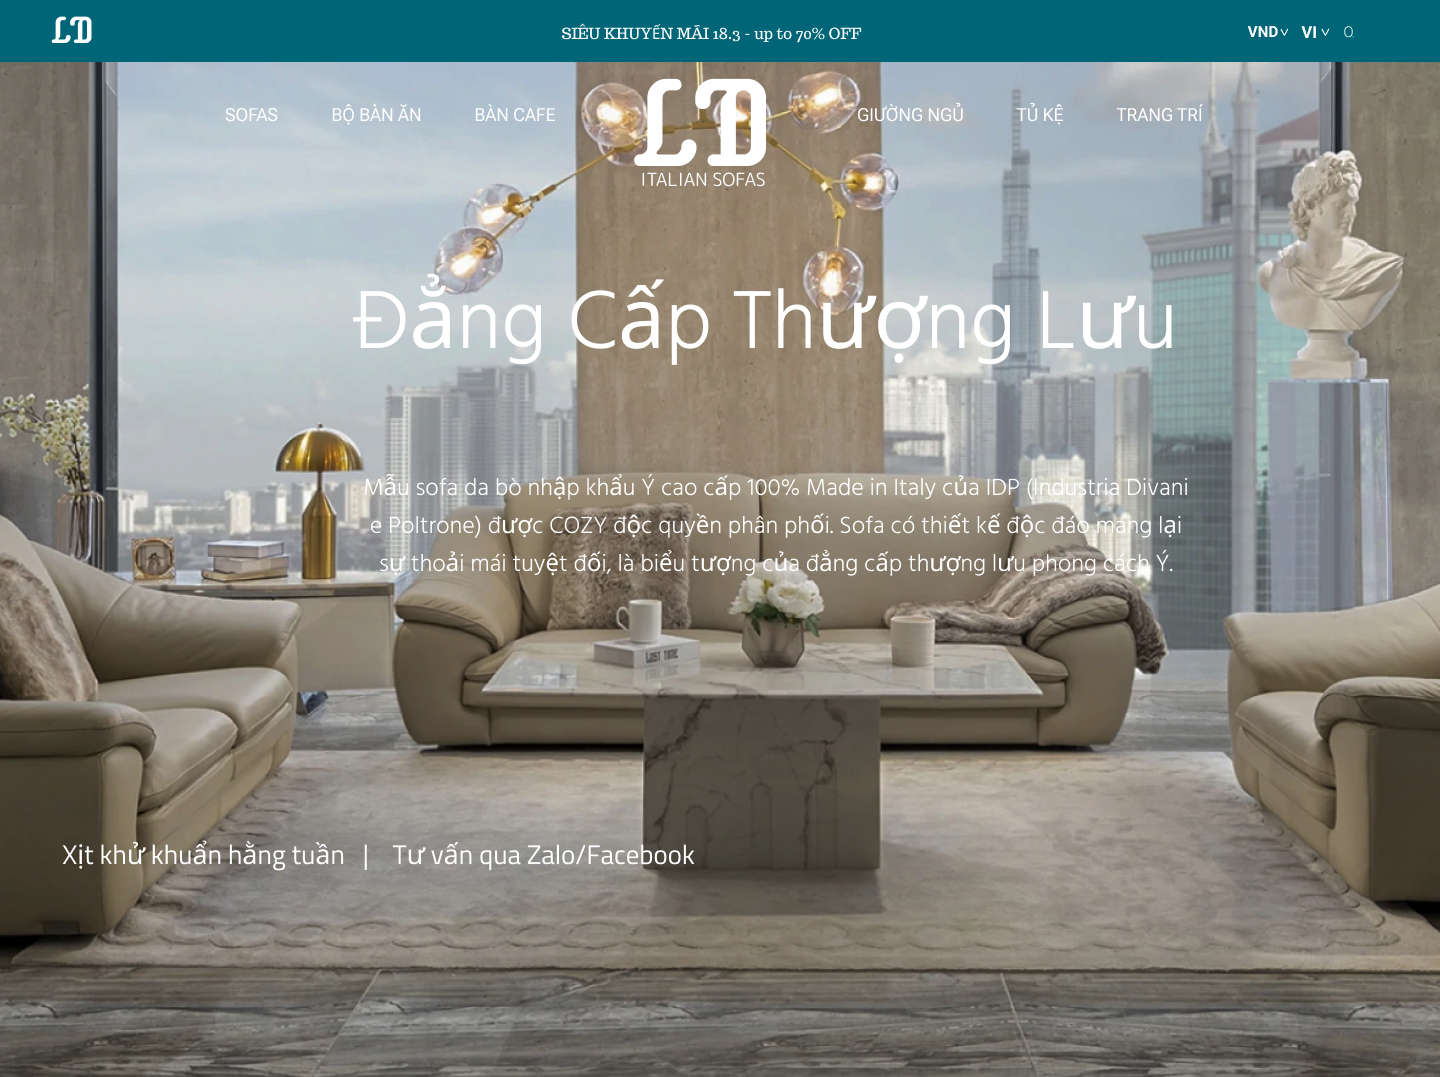 LD
SIÊU KHUYẾN MÃI 18.3 - up to 70% OFF
VND VI
SOFAS BỘ BÀN ĂN BÀN CAFE
LD
ITALIAN SOFAS
GIƯỜNG NGỦ TỦ KỆ TRANG TRÍ
Đẳng Cấp Thượng Lưu
Mẫu sofa da bò nhập khẩu Ý cao cấp 100% Made in Italy của IDP (Industria Divani
e Poltrone) được COZY độc quyền phân phối. Sofa có thiết kế độc đáo mang lại
sự thoải mái tuyệt đối, là biểu tượng của đẳng cấp thượng lưu phong cách Ý.
LOST TIME
Xịt khử khuẩn hằng tuần | Tư vấn qua Zalo/Facebook